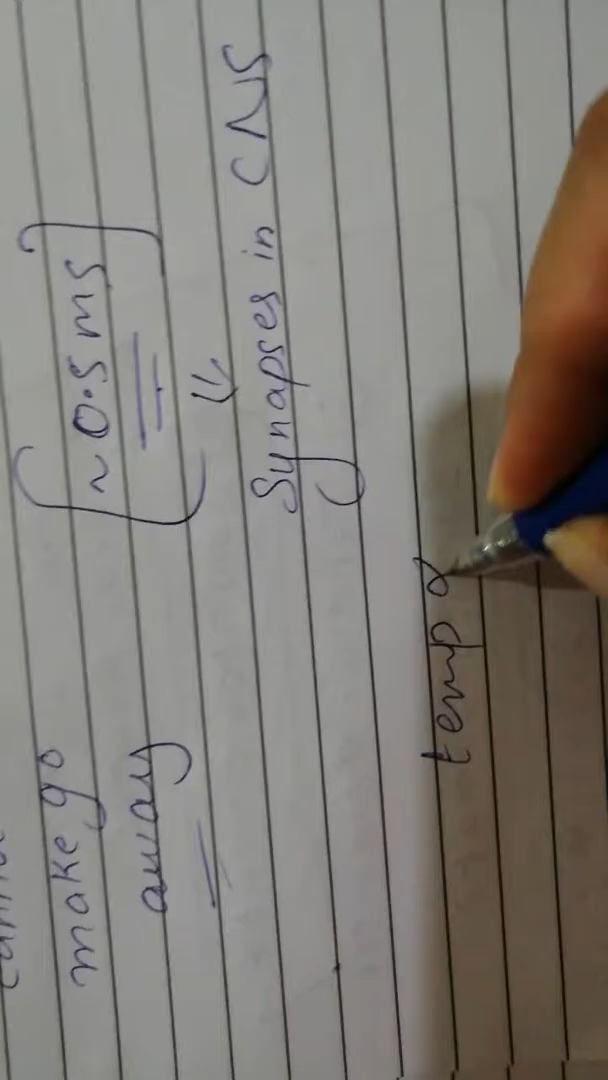 make go [~0.5 ms]
away
Synapses in CNS
temp α